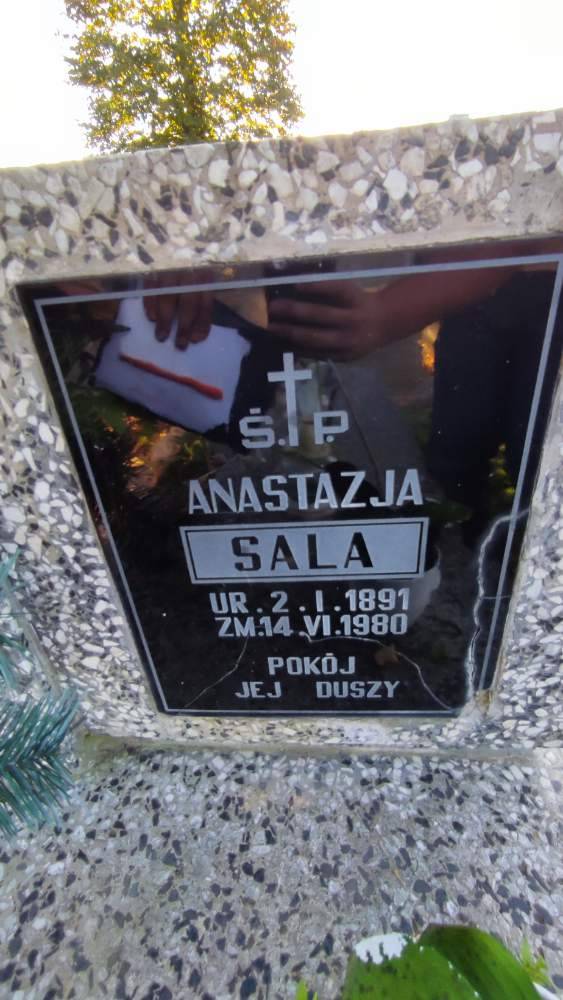 Ś. P.
ANASTAZJA
SALA
UR. 2. I. 1891
ZM. 14. VI. 1980
POKÓJ
JEJ DUSZY